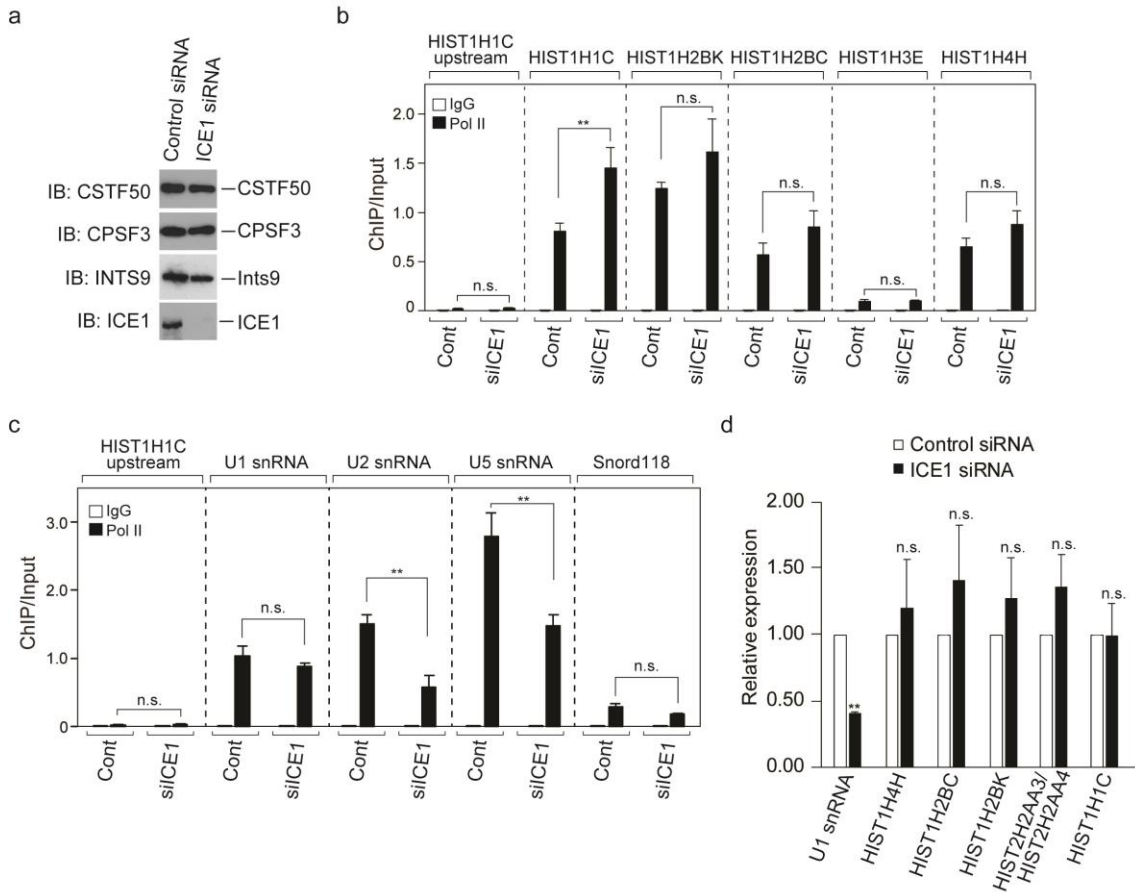 a
Control siRNA
ICE1 siRNA
IB: CSTF50
CSTF50
IB: CPSF3
CPSF3
IB: INTS9
Ints9
IB: ICE1
ICE1
b
HIST1H1C
upstream
HIST1H1C
HIST1H2BK
HIST1H2BC
HIST1H3E
HIST1H4H
IgG
Pol II
ChIP/Input
2.0
1.5
1.0
0.5
0
n.s.
**
n.s.
n.s.
n.s.
n.s.
Cont
siICE1
Cont
siICE1
Cont
siICE1
Cont
siICE1
Cont
siICE1
Cont
siICE1
c
HIST1H1C
upstream
U1 snRNA
U2 snRNA
U5 snRNA
Snord118
IgG
Pol II
ChIP/Input
3.0
2.0
1.0
0
n.s.
n.s.
**
**
n.s.
Cont
siICE1
Cont
siICE1
Cont
siICE1
Cont
siICE1
Cont
siICE1
d
Control siRNA
ICE1 siRNA
Relative expression
2.00
1.50
1.00
0.50
0.00
**
n.s.
n.s.
n.s.
n.s.
n.s.
U1 snRNA
HIST1H4H
HIST1H2BC
HIST1H2BK
HIST2H2AA3/
HIST2H2AA4
HIST1H1C